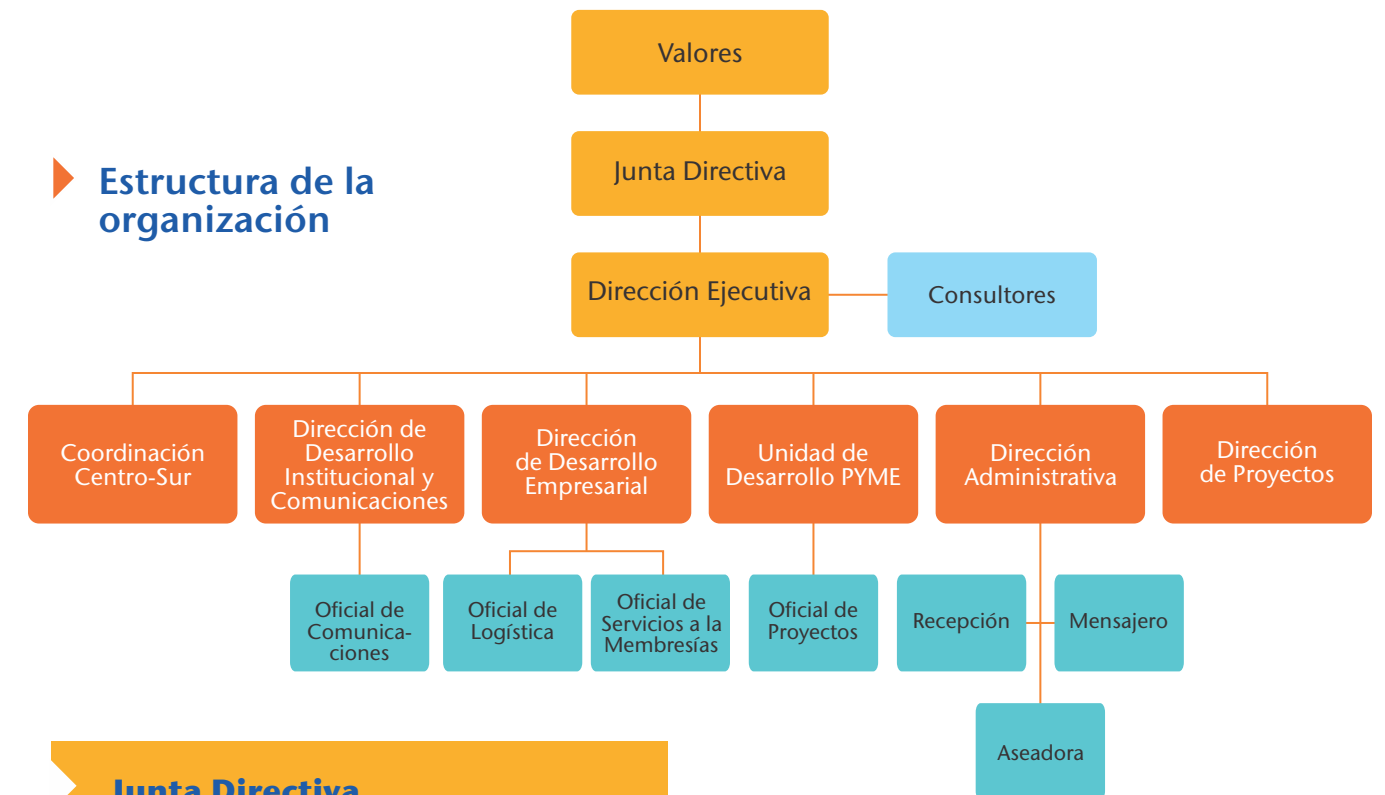 Valores
Estructura de la
organización
Junta Directiva
Dirección Ejecutiva
Consultores
Coordinación
Centro-Sur
Dirección de
Desarrollo
Institucional y
Comunicaciones
Dirección
de Desarrollo
Empresarial
Unidad de
Desarrollo PYME
Dirección
Administrativa
Dirección
de Proyectos
Oficial de
Comunica-
ciones
Oficial de
Logística
Oficial de
Servicios a la
Membresías
Oficial de
Proyectos
Recepción
Mensajero
Aseadora
Junta Directiva